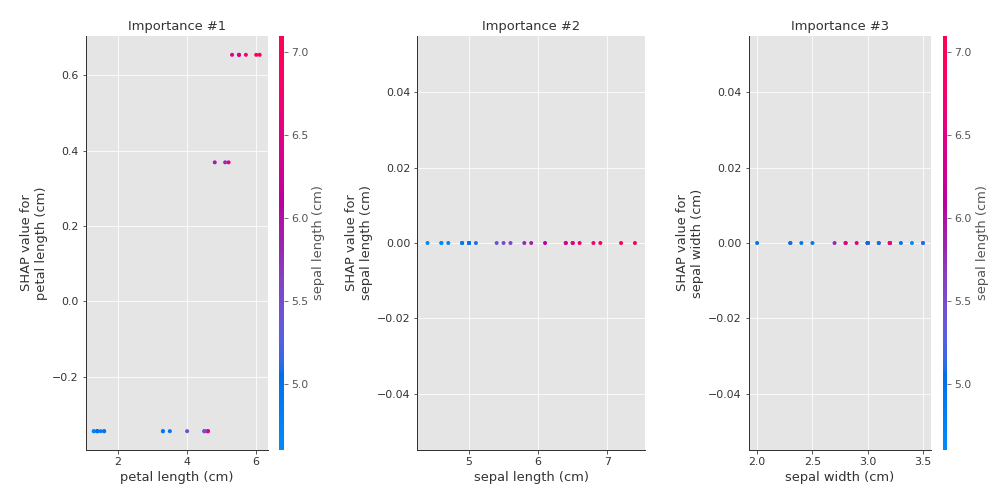 Importance #1
SHAP value for
petal length (cm)
0.6
0.4
0.2
0.0
−0.2
2
4
6
petal length (cm)
7.0
6.5
6.0
5.5
5.0
sepal length (cm)
Importance #2
SHAP value for
sepal length (cm)
0.04
0.02
0.00
−0.02
−0.04
5
6
7
sepal length (cm)
Importance #3
SHAP value for
sepal width (cm)
0.04
0.02
0.00
−0.02
−0.04
2.0
2.5
3.0
3.5
sepal width (cm)
7.0
6.5
6.0
5.5
5.0
sepal length (cm)